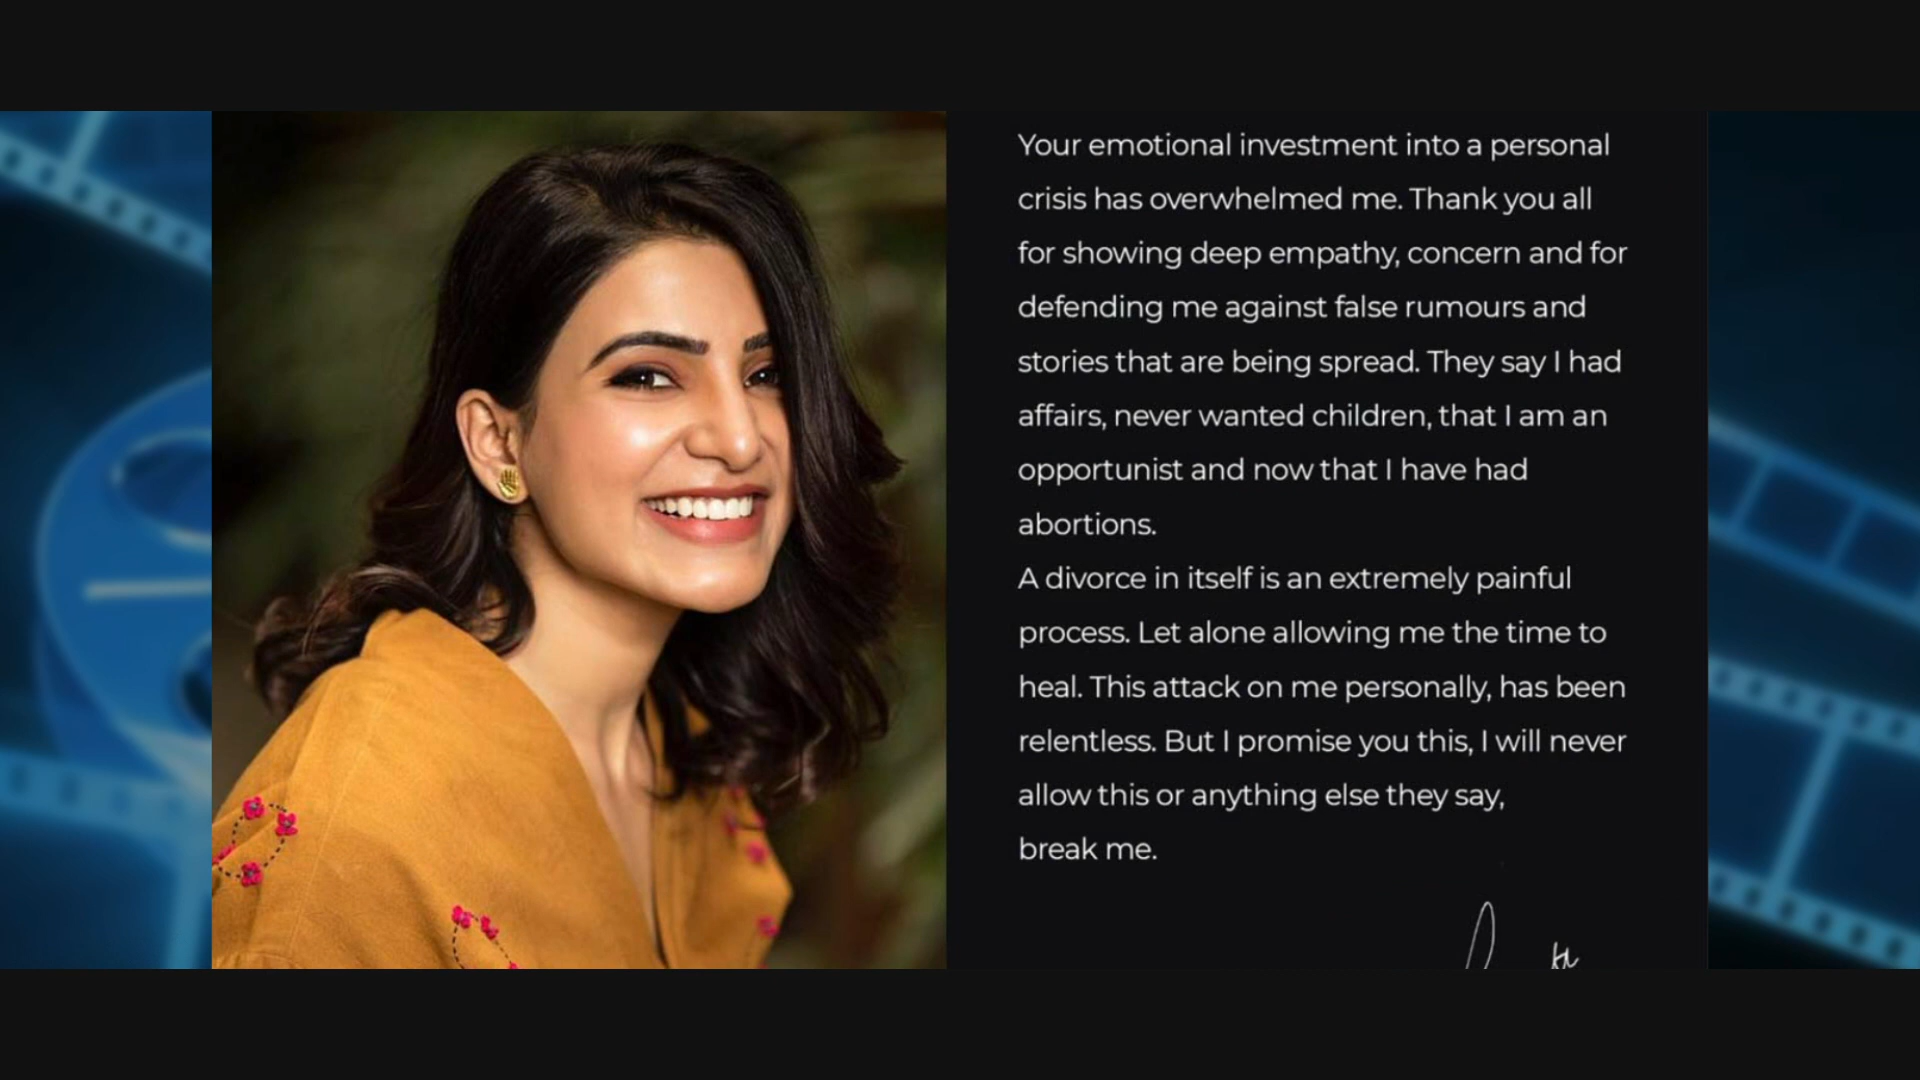 Your emotional investment into a personal
crisis has overwhelmed me. Thank you all
for showing deep empathy, concern and for
defending me against false rumours and
stories that are being spread. They say I had
affairs, never wanted children, that I am an
opportunist and now that I have had
abortions.
A divorce in itself is an extremely painful
process. Let alone allowing me the time to
heal. This attack on me personally, has been
relentless. But I promise you this, I will never
allow this or anything else they say,
break me.